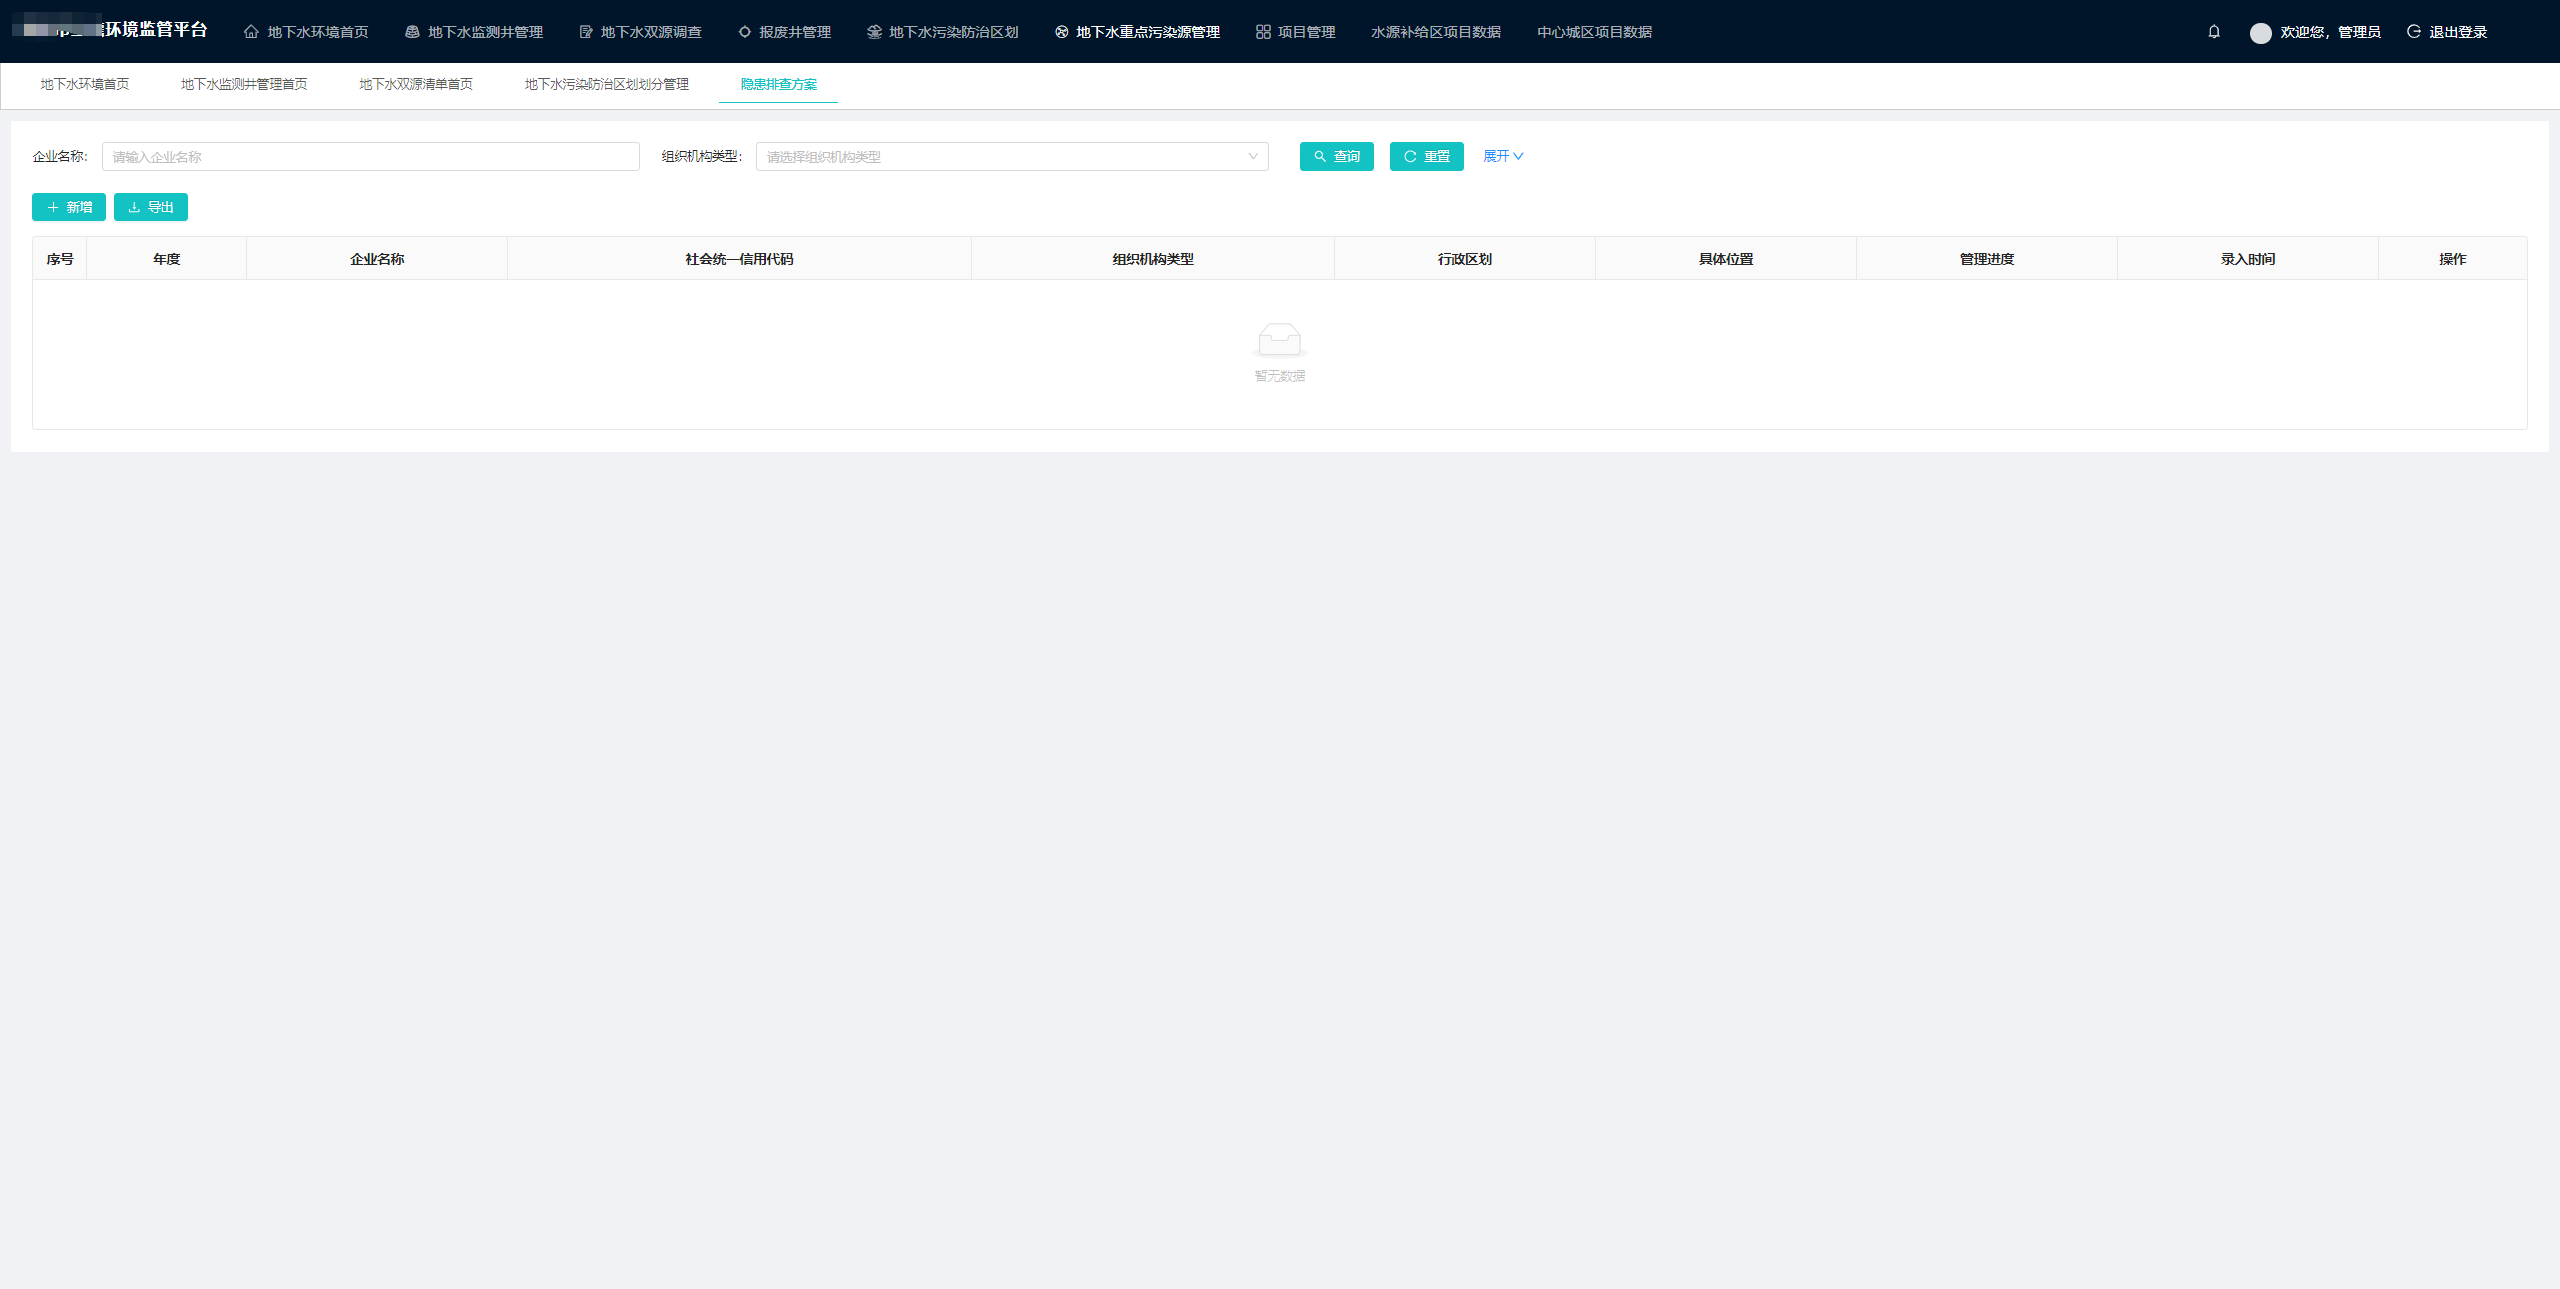 环境监管平台 地下水环境首页 地下水监测井管理 地下水双源调查 报废井管理 地下水污染防治区划 地下水重点污染源管理 项目管理 水源补给区项目数据 中心城区项目数据 欢迎您，管理员 退出登录
地下水环境首页 地下水监测井管理首页 地下水双源清单首页 地下水污染防治区划划分管理 隐患排查方案
企业名称: 请输入企业名称 组织机构类型: 请选择组织机构类型 查询 重置 展开
新增 导出
序号 年度 企业名称 社会统一信用代码 组织机构类型 行政区划 具体位置 管理进度 录入时间 操作
暂无数据